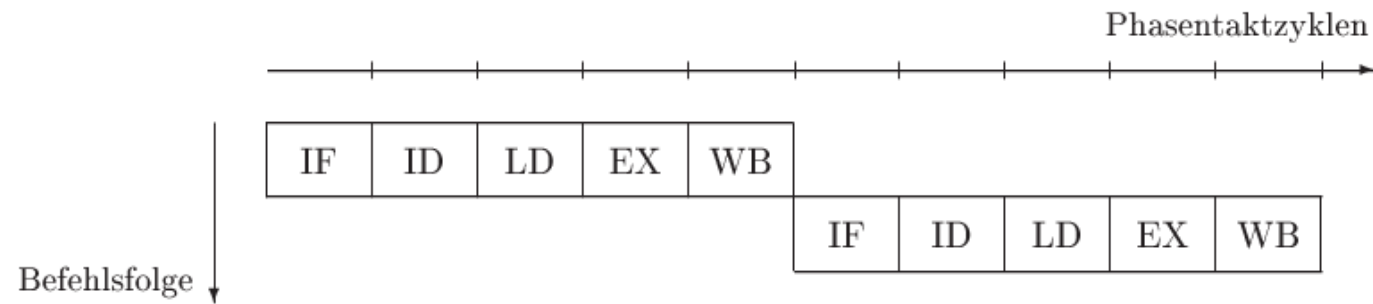 Phasentaktzyklen
IF ID LD EX WB
IF ID LD EX WB
Befehlsfolge